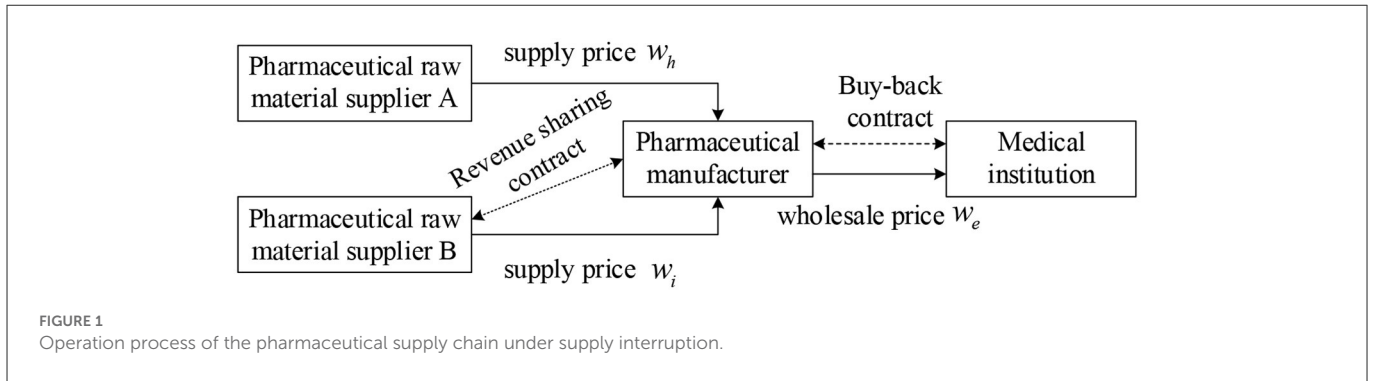 supply price w_h
Pharmaceutical raw
material supplier A
Revenue sharing
contract
Buy-back
contract
Pharmaceutical
manufacturer
Medical
institution
Pharmaceutical raw
material supplier B
wholesale price w_e
supply price w_i
FIGURE 1
Operation process of the pharmaceutical supply chain under supply interruption.